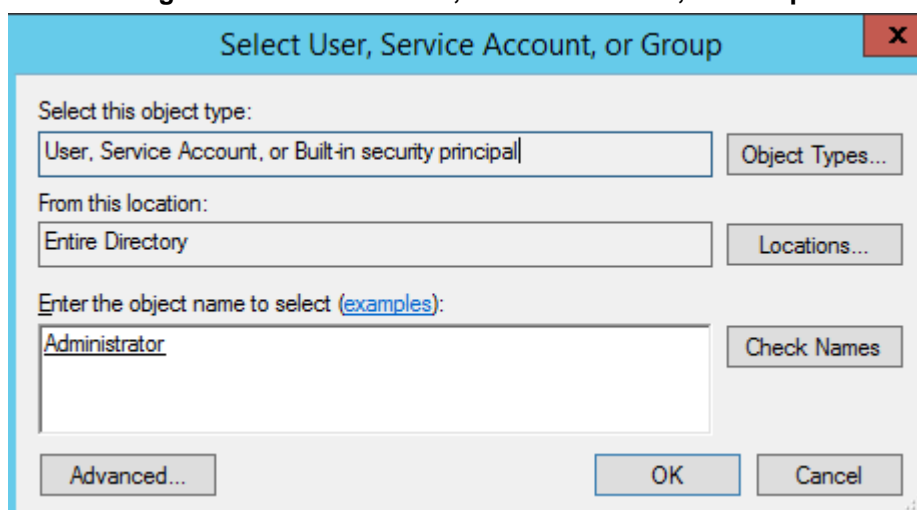 Select User, Service Account, or Group
x
Select this object type:
User, Service Account, or Built-in security principal
Object Types...
From this location:
Entire Directory
Locations...
Enter the object name to select (examples):
Administrator
Check Names
Advanced...
OK
Cancel